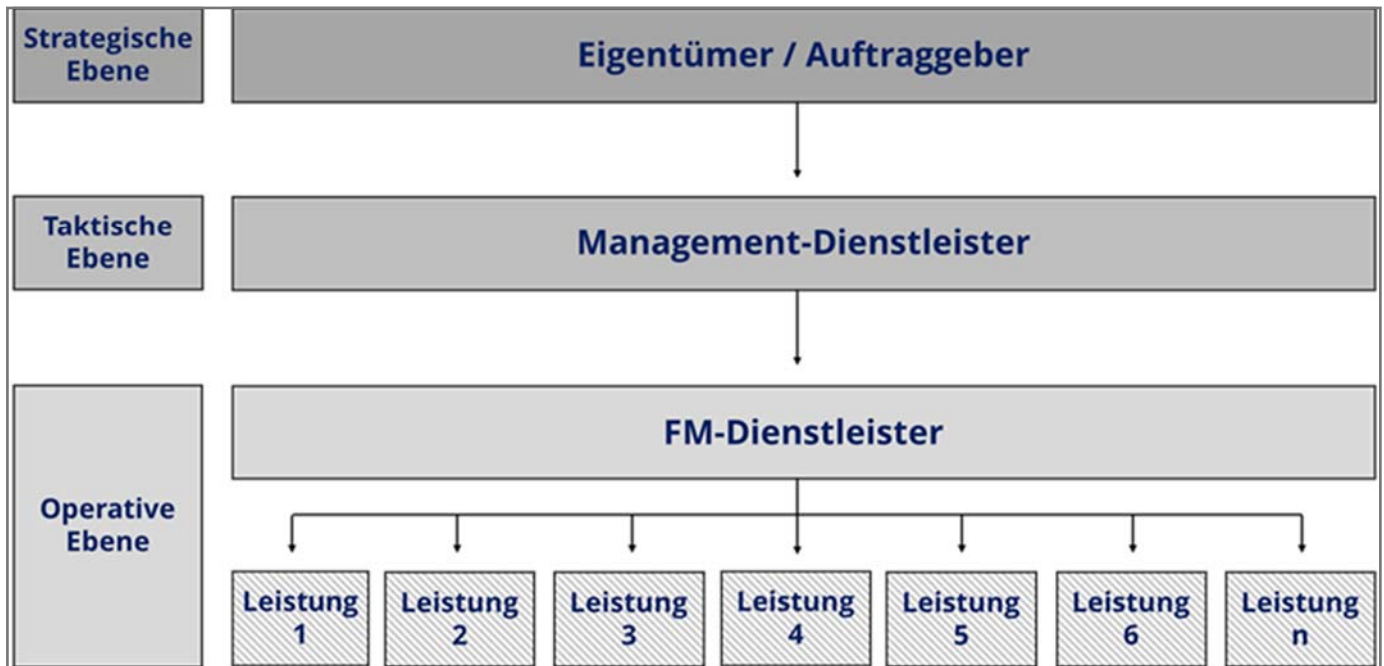 Strategische
Ebene
Eigentümer / Auftraggeber
Taktische
Ebene
Management-Dienstleister
Operative
Ebene
FM-Dienstleister
Leistung
1
Leistung
2
Leistung
3
Leistung
4
Leistung
5
Leistung
6
Leistung
n